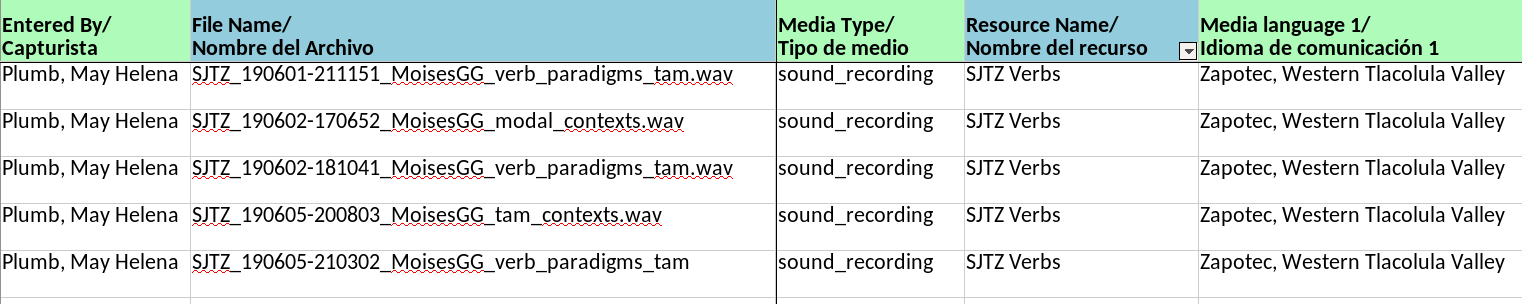 Entered By/ File Name/ Media Type/ Resource Name/ Media language 1/
Capturista Nombre del Archivo Tipo de medio Nombre del recurso Idioma de comunicación 1
Plumb, May Helena SJTZ_190601-211151_MoisesGG_verb_paradigms_tam.wav sound_recording SJTZ Verbs Zapotec, Western Tlacolula Valley
Plumb, May Helena SJTZ_190602-170652_MoisesGG_modal_contexts.wav sound_recording SJTZ Verbs Zapotec, Western Tlacolula Valley
Plumb, May Helena SJTZ_190602-181041_MoisesGG_verb_paradigms_tam.wav sound_recording SJTZ Verbs Zapotec, Western Tlacolula Valley
Plumb, May Helena SJTZ_190605-200803_MoisesGG_tam_contexts.wav sound_recording SJTZ Verbs Zapotec, Western Tlacolula Valley
Plumb, May Helena SJTZ_190605-210302_MoisesGG_verb_paradigms_tam sound_recording SJTZ Verbs Zapotec, Western Tlacolula Valley